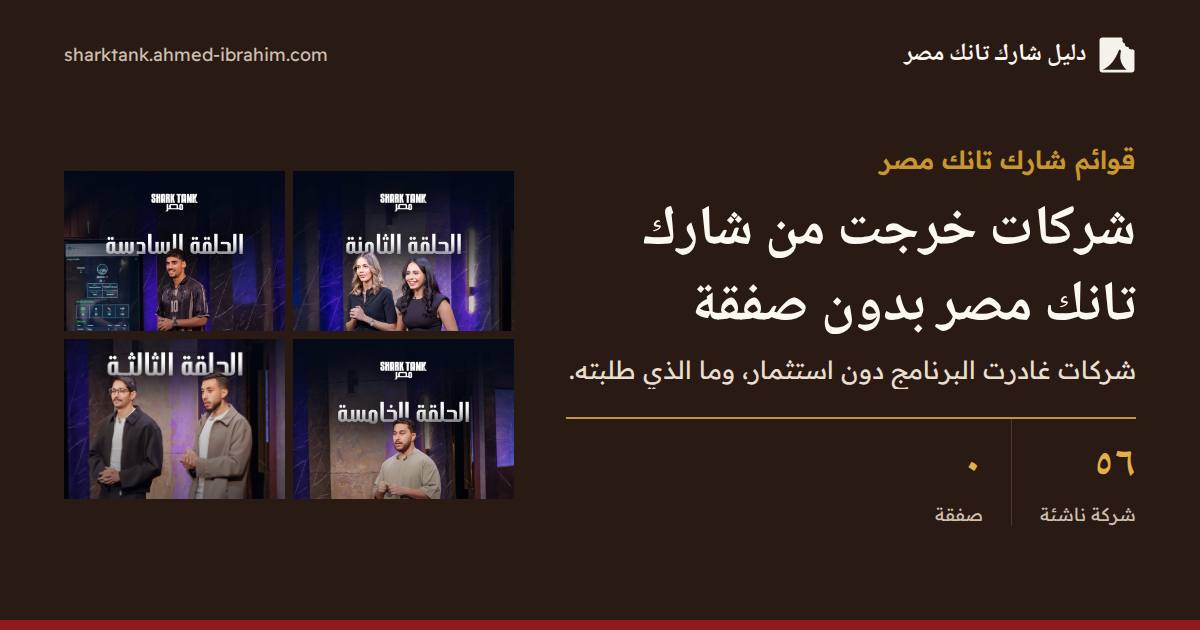 دليل شارك تانك مصر
sharktank.ahmed-ibrahim.com
قوائم شارك تانك مصر
شركات خرجت من شارك
تانك مصر بدون صفقة
شركات غادرت البرنامج دون استثمار، وما الذي طلبته.
٥٦
شركة ناشئة
٠
صفقة
SHARK TANK
مصر
الحلقة الثامنة
SHARK TANK
مصر
الحلقة السادسة
10
SHARK TANK
مصر
الحلقة الخامسة
الحلقة الثالثة